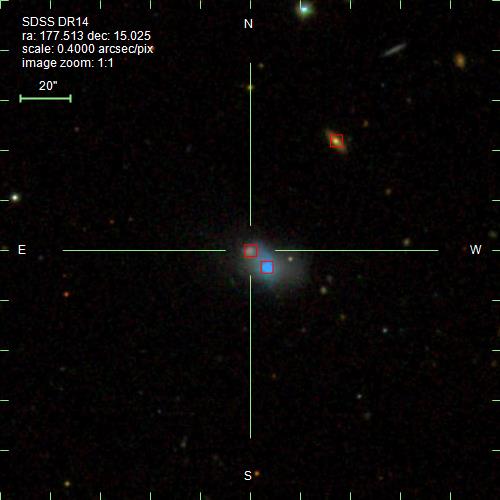 N
SDSS DR14
ra: 177.513 dec: 15.025
scale: 0.4000 arcsec/pix
image zoom: 1:1
20"
E
W
S